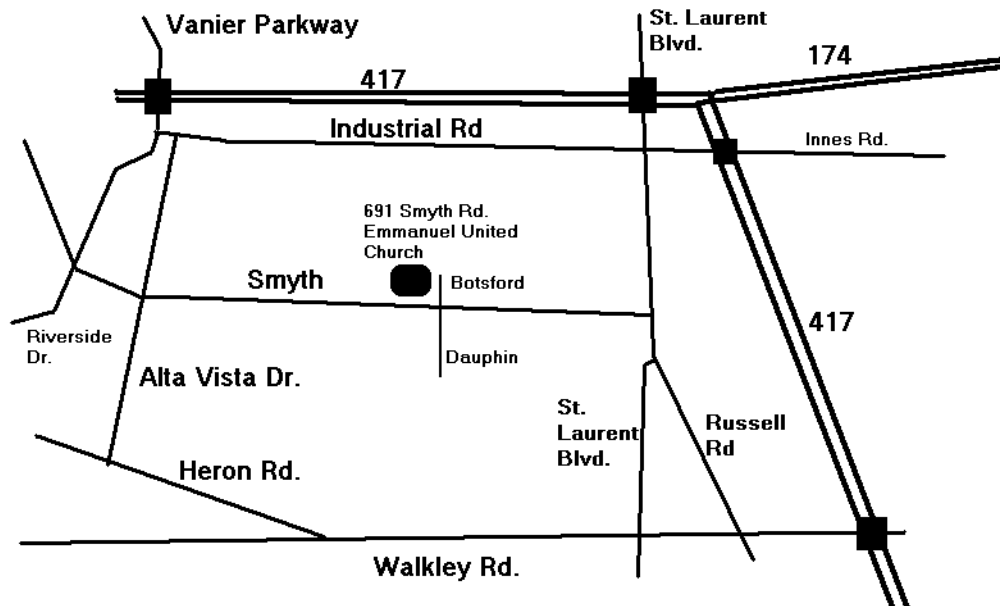 Vanier Parkway
St. Laurent
Blvd.
174
417
Industrial Rd
Innes Rd.
691 Smyth Rd.
Emmanuel United
Church
Smyth
Botsford
417
Riverside
Dr.
Dauphin
Alta Vista Dr.
St.
Laurent
Blvd.
Russell
Rd
Heron Rd.
Walkley Rd.